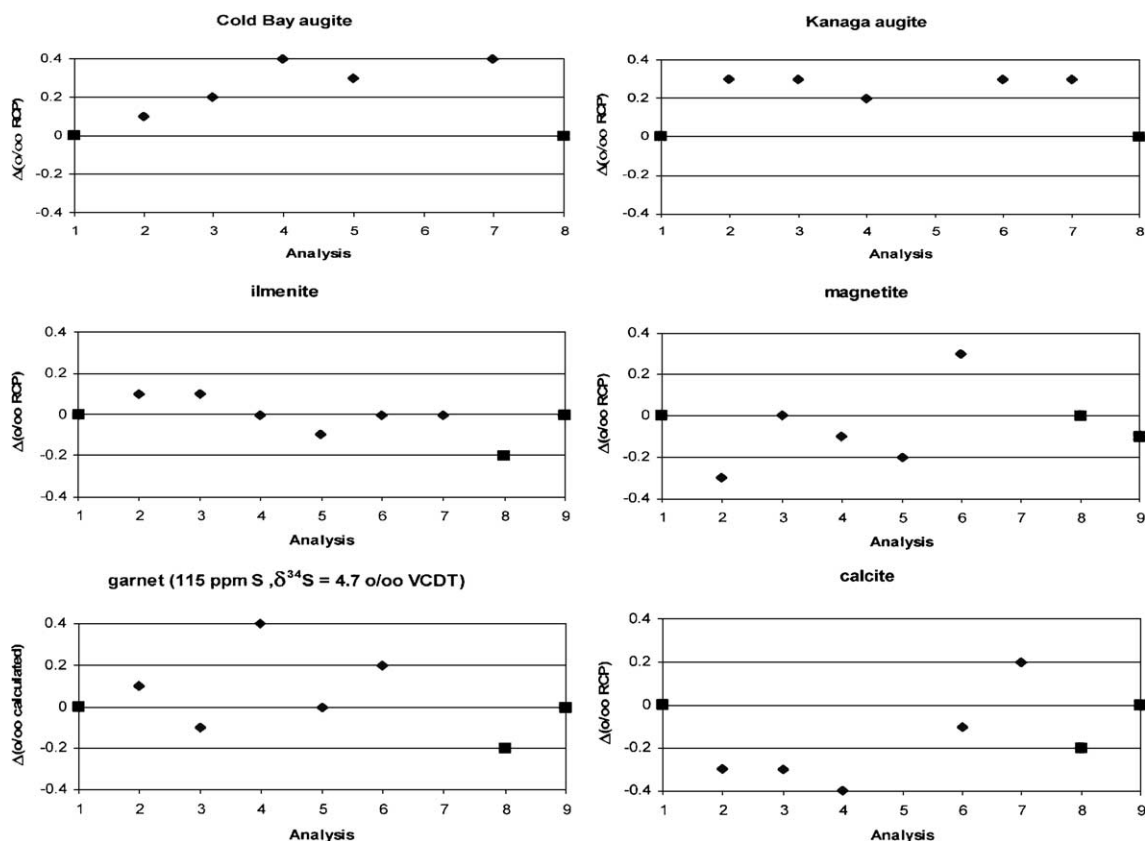 Cold Bay augite
Δ(o/oo RCP)
0.4
0.2
0
-0.2
-0.4
1 2 3 4 5 6 7 8
Analysis
Kanaga augite
Δ(o/oo RCP)
0.4
0.2
0
-0.2
-0.4
1 2 3 4 5 6 7 8
Analysis
ilmenite
Δ(o/oo RCP)
0.4
0.2
0
-0.2
-0.4
1 2 3 4 5 6 7 8 9
Analysis
magnetite
Δ(o/oo RCP)
0.4
0.2
0
-0.2
-0.4
1 2 3 4 5 6 7 8 9
Analysis
garnet (115 ppm S ,δ³⁴S = 4.7 o/oo VCDT)
Δ(o/oo calculated)
0.4
0.2
0
-0.2
-0.4
1 2 3 4 5 6 7 8 9
Analysis
calcite
Δ(o/oo RCP)
0.4
0.2
0
-0.2
-0.4
1 2 3 4 5 6 7 8 9
Analysis